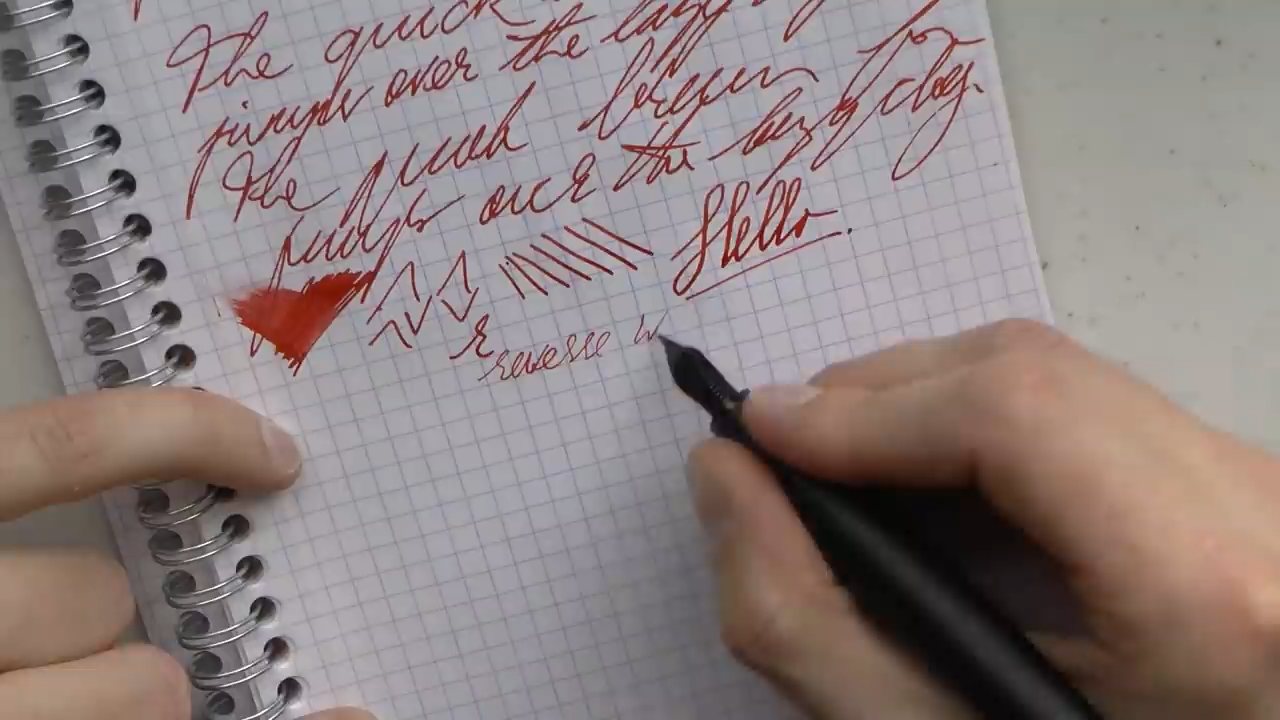 The quick
jumps over the lazy
The quick brown fox
jumps over the lazy dog.
Hello.
r
reverse w